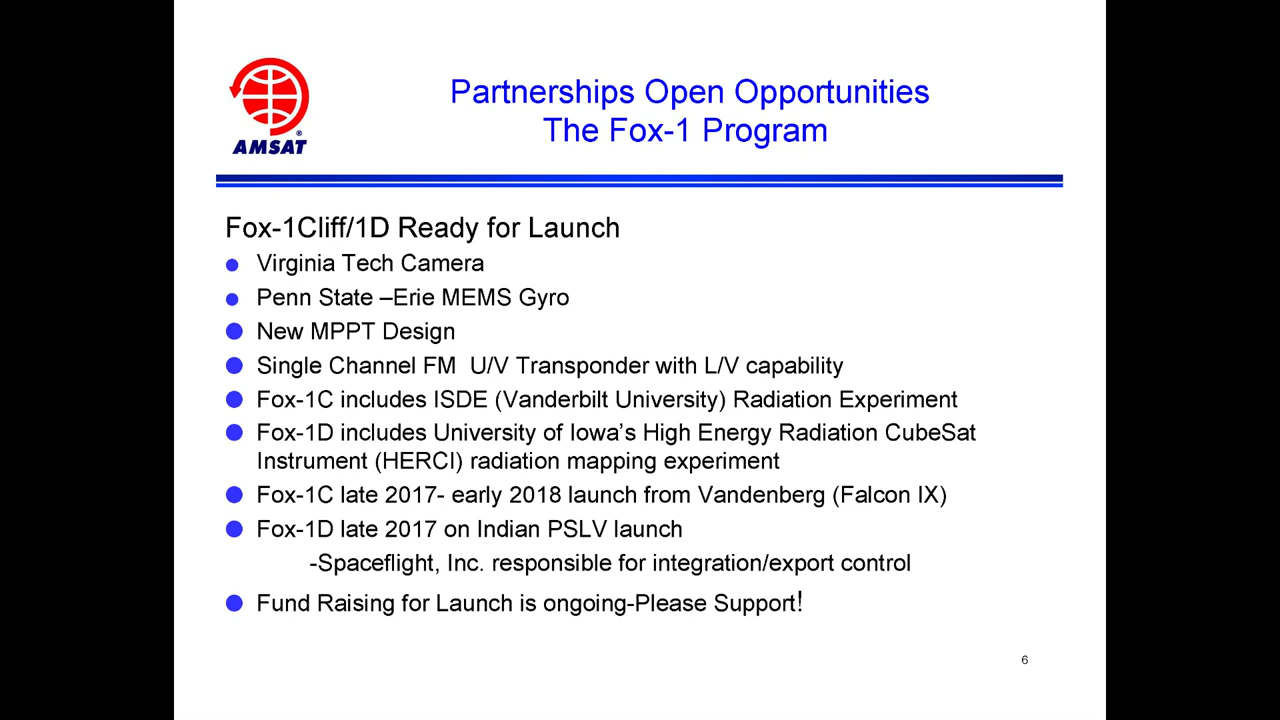 Partnerships Open Opportunities
The Fox-1 Program
®
AMSAT
Fox-1Cliff/1D Ready for Launch
● Virginia Tech Camera
● Penn State –Erie MEMS Gyro
● New MPPT Design
● Single Channel FM  U/V Transponder with L/V capability
● Fox-1C includes ISDE (Vanderbilt University) Radiation Experiment
● Fox-1D includes University of Iowa’s High Energy Radiation CubeSat
Instrument (HERCI) radiation mapping experiment
● Fox-1C late 2017- early 2018 launch from Vandenberg (Falcon IX)
● Fox-1D late 2017 on Indian PSLV launch
-Spaceflight, Inc. responsible for integration/export control
● Fund Raising for Launch is ongoing-Please Support!
6